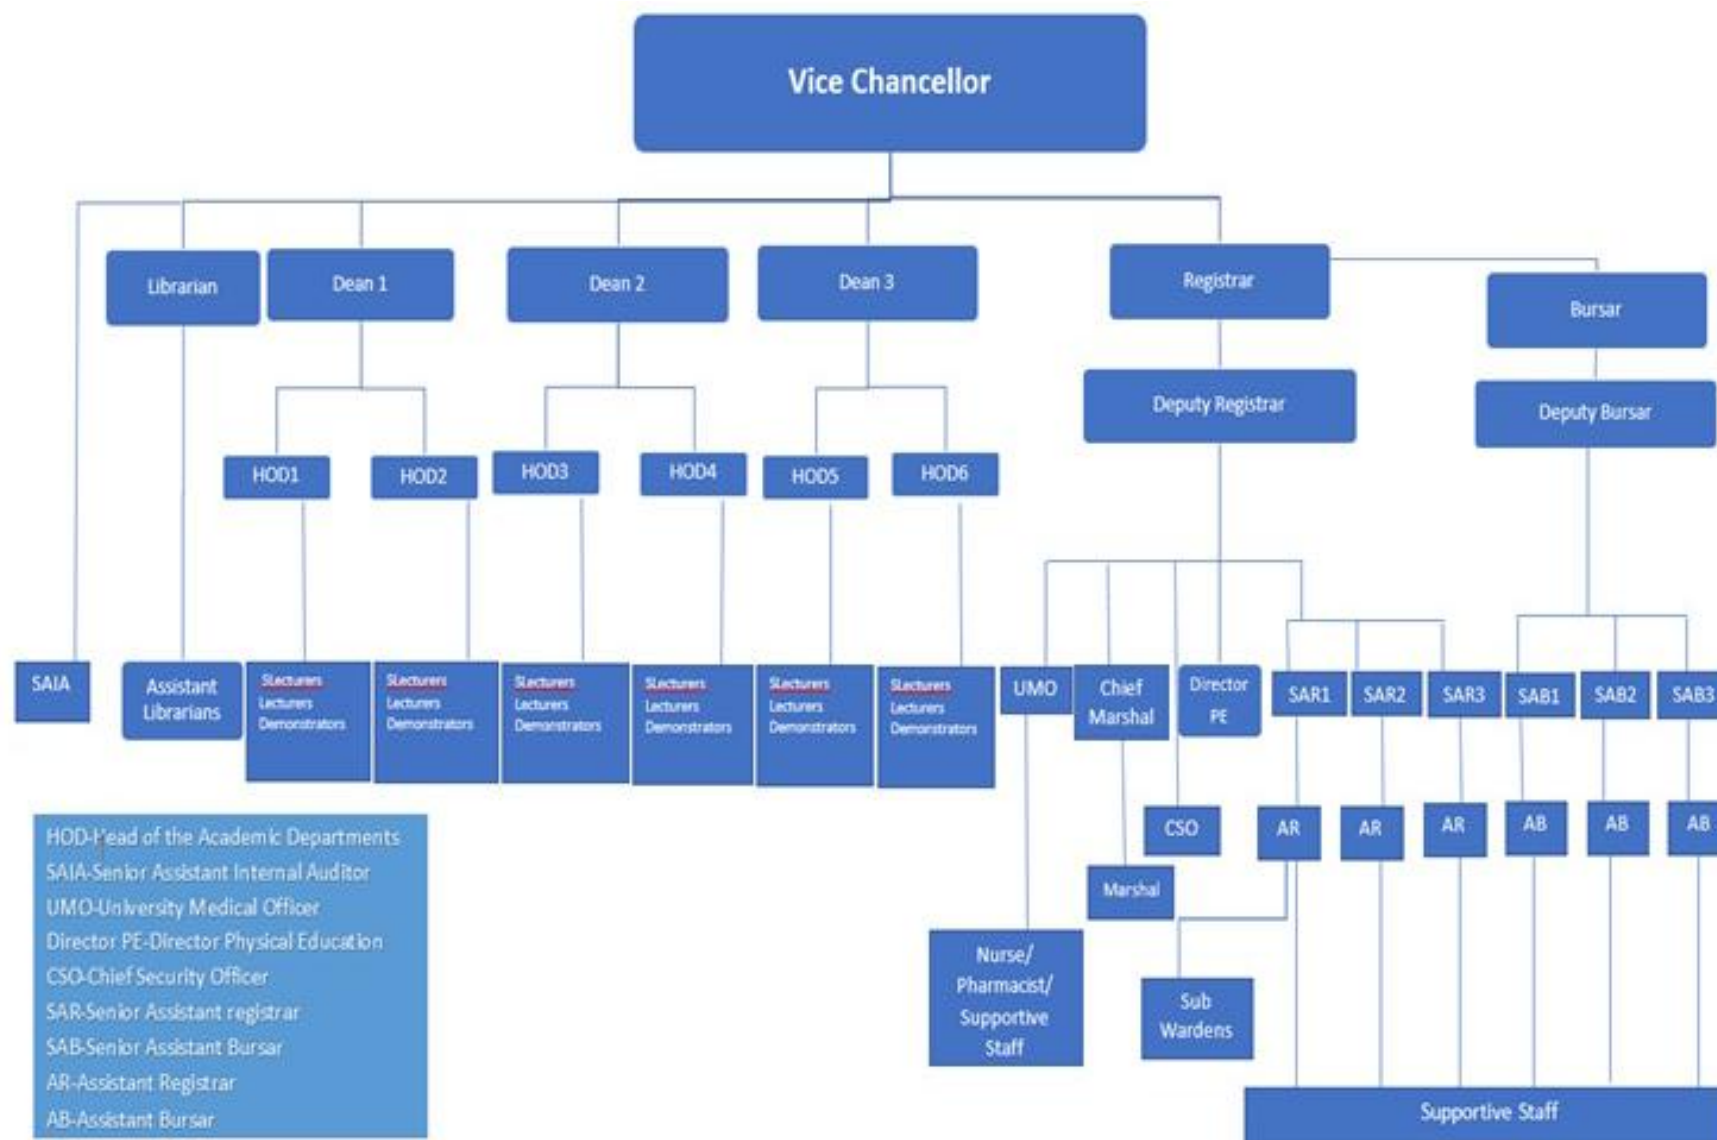 Vice Chancellor
Librarian
Dean 1
Dean 2
Dean 3
Registrar
Bursar
Deputy Registrar
Deputy Bursar
HOD1
HOD2
HOD3
HOD4
HOD5
HOD6
SAIA
Assistant
Librarians
SLecturers
Lecturers
Demonstrators
SLecturers
Lecturers
Demonstrators
SLecturers
Lecturers
Demonstrators
SLecturers
Lecturers
Demonstrators
SLecturers
Lecturers
Demonstrators
SLecturers
Lecturers
Demonstrators
UMO
Chief
Marshal
Director
PE
SAR1
SAR2
SAR3
SAB1
SAB2
SAB3
CSO
AR
AR
AR
AB
AB
AB
Marshal
Nurse/
Pharmacist/
Supportive
Staff
Sub
Wardens
Supportive Staff
HOD-Head of the Academic Departments
SAIA-Senior Assistant Internal Auditor
UMO-University Medical Officer
Director PE-Director Physical Education
CSO-Chief Security Officer
SAR-Senior Assistant registrar
SAB-Senior Assistant Bursar
AR-Assistant Registrar
AB-Assistant Bursar